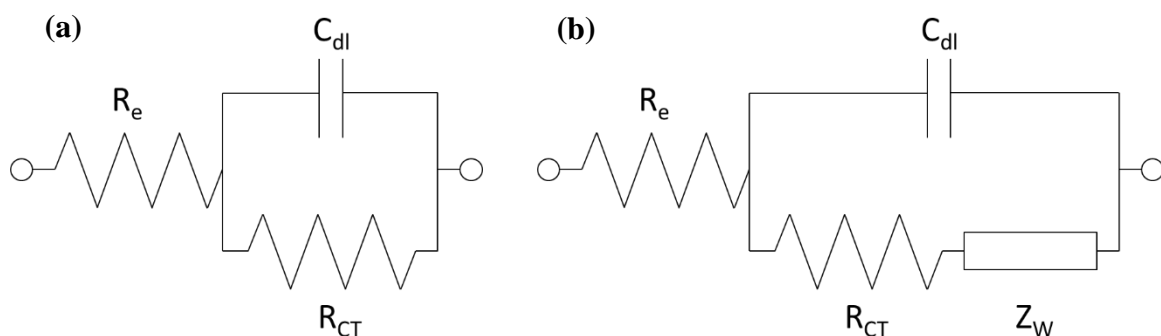 (a)
C_dl
R_e
R_CT
(b)
C_dl
R_e
R_CT
Z_W